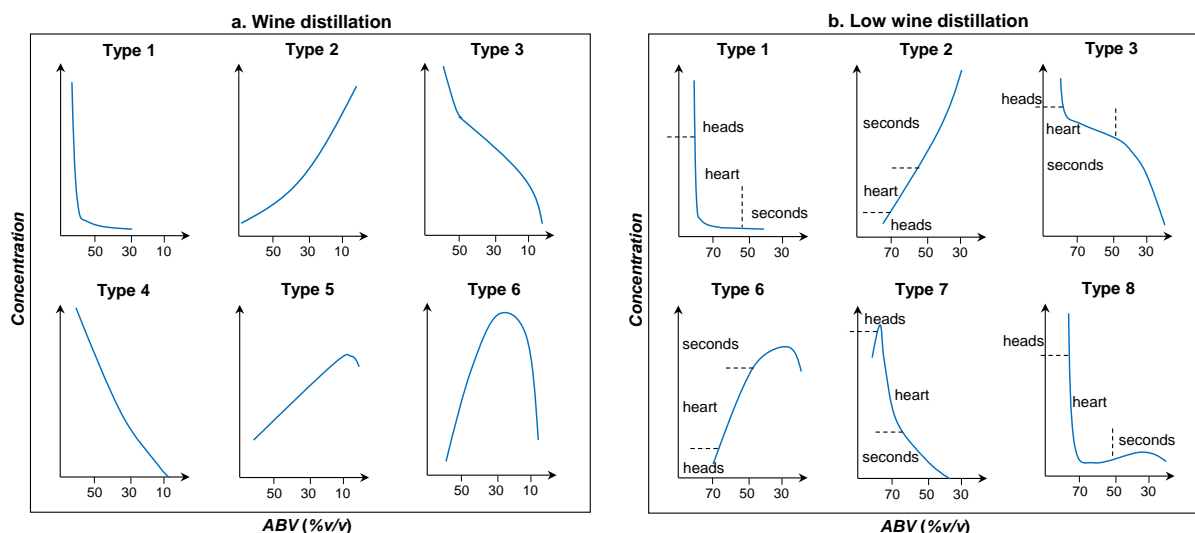 a. Wine distillation
Type 1
Type 2
Type 3
50 30 10
50 30 10
50 30 10
Type 4
Type 5
Type 6
50 30 10
50 30 10
50 30 10
Concentration
ABV (%v/v)
b. Low wine distillation
Type 1
heads
heart
seconds
70 50 30
Type 2
seconds
heart
heads
70 50 30
Type 3
heads
heart
seconds
70 50 30
Type 6
seconds
heart
heads
70 50 30
Type 7
heads
heart
seconds
70 50 30
Type 8
heads
heart
seconds
70 50 30
Concentration
ABV (%v/v)